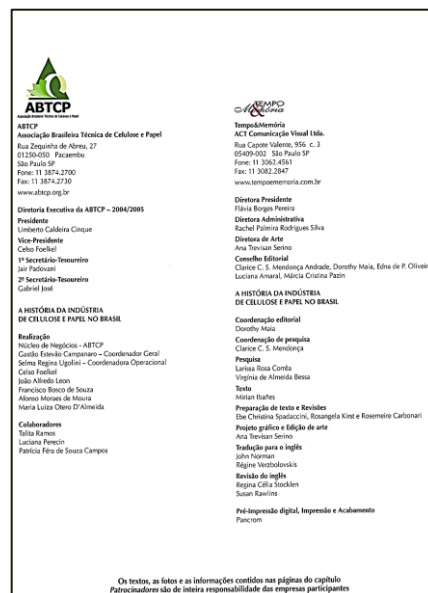 ABTCP
Associação Brasileira Técnica de Celulose e Papel
ABTCP
Associação Brasileira Técnica de Celulose e Papel
Rua Zequinha de Abreu, 27
01250-050 Pacaembu
São Paulo SP
Fone: 11 3874.2700
Fax: 11 3874.2730
www.abtcp.org.br
Diretoria Executiva da ABTCP – 2004/2005
Presidente
Umberto Caldeira Cinque
Vice-Presidente
Celso Foelkel
1º Secretário-Tesoureiro
Jair Padovani
2º Secretário-Tesoureiro
Gabriel José
A HISTÓRIA DA INDÚSTRIA
DE CELULOSE E PAPEL NO BRASIL
Realização
Núcleo de Negócios - ABTCP
Gastão Estevão Campanaro – Coordenador Geral
Selma Regina Ugolini – Coordenadora Operacional
Celso Foelkel
João Alfredo Leon
Francisco Bosco de Souza
Afonso Moraes de Moura
Maria Luiza Otero D'Almeida
Colaboradores
Talita Ramos
Luciana Perecin
Patrícia Féra de Souza Campos
TEMPO
& Memória
Tempo&Memória
ACT Comunicação Visual Ltda.
Rua Capote Valente, 956 c. 3
05409-002 São Paulo SP
Fone: 11 3062.4561
Fax: 11 3082.2847
www.tempoememoria.com.br
Diretora Presidente
Flávia Borges Pereira
Diretora Administrativa
Rachel Palmira Rodrigues Silva
Diretora de Arte
Ana Trevisan Serino
Conselho Editorial
Clarice C. S. Mendonça Andrade, Dorothy Maia, Edna de P. Oliveir
Luciana Amaral, Márcia Cristina Pazin
A HISTÓRIA DA INDÚSTRIA
DE CELULOSE E PAPEL NO BRASIL
Coordenação editorial
Dorothy Maia
Coordenação de pesquisa
Clarice C. S. Mendonça
Pesquisa
Larissa Rosa Corrêa
Virgínia de Almeida Bessa
Texto
Mirian Ibañes
Preparação de texto e Revisões
Ebe Christina Spadaccini, Rosangela Kirst e Rosemeire Carbonari
Projeto gráfico e Edição de arte
Ana Trevisan Serino
Tradução para o inglês
John Norman
Régine Verzbolovskis
Revisão do inglês
Regina Célia Stocklen
Susan Rawlins
Pré-Impressão digital, Impressão e Acabamento
Pancrom
Os textos, as fotos e as informações contidos nas páginas do capítulo
Patrocinadores são de inteira responsabilidade das empresas participantes